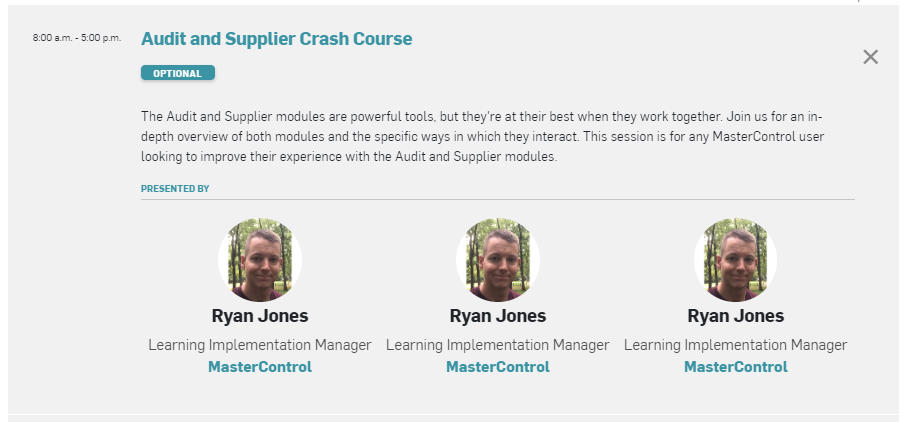 8:00 a.m. - 5:00 p.m.
Audit and Supplier Crash Course
OPTIONAL
The Audit and Supplier modules are powerful tools, but they're at their best when they work together. Join us for an in-
depth overview of both modules and the specific ways in which they interact. This session is for any MasterControl user
looking to improve their experience with the Audit and Supplier modules.
PRESENTED BY
Ryan Jones
Learning Implementation Manager
MasterControl
Ryan Jones
Learning Implementation Manager
MasterControl
Ryan Jones
Learning Implementation Manager
MasterControl